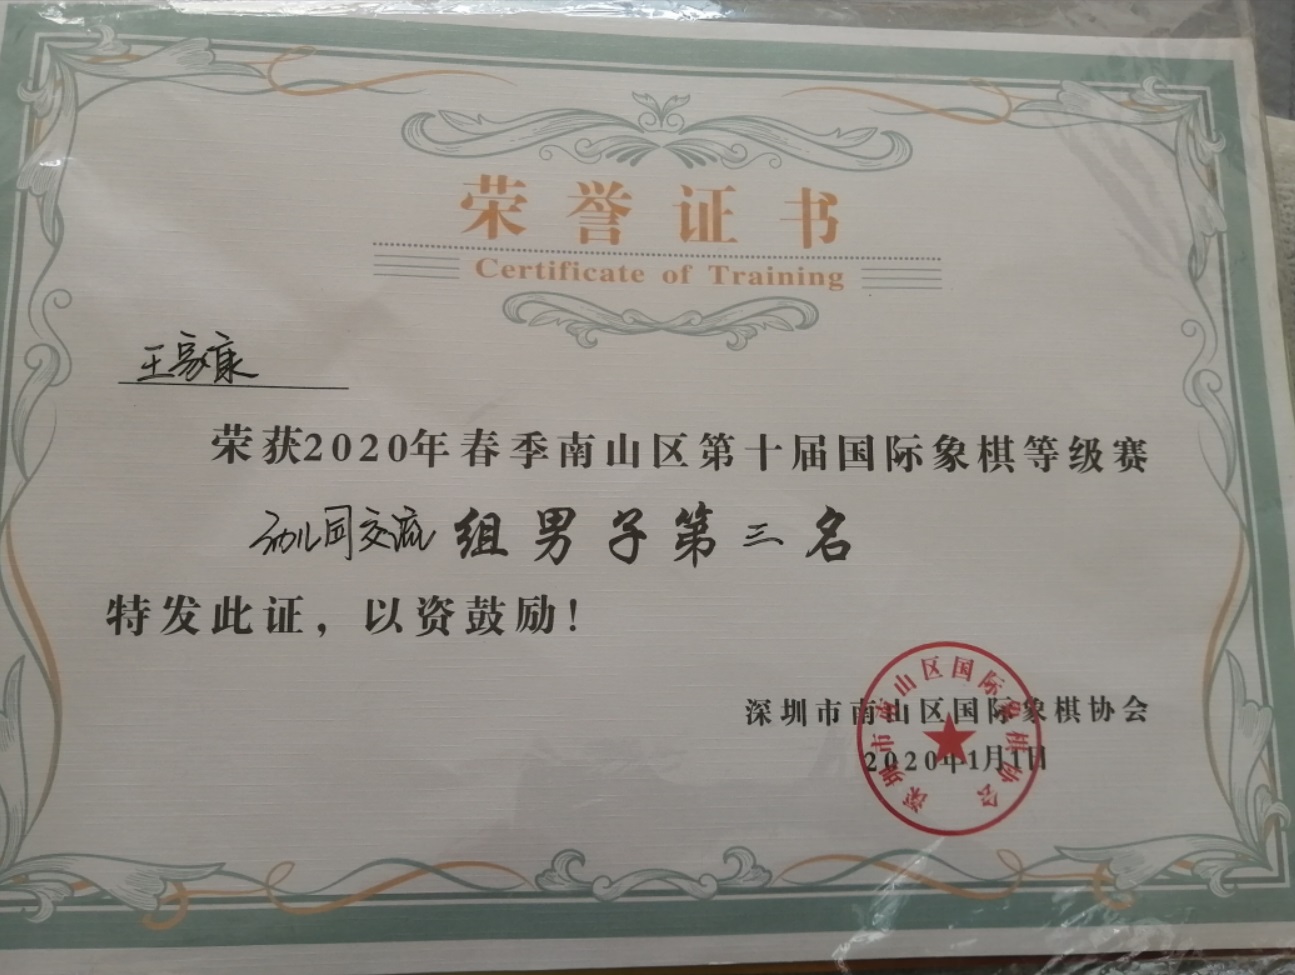 荣誉证书
Certificate of Training
王豪康
荣获2020年春季南山区第十届国际象棋等级赛
幼儿园交流组男子第三名
特发此证，以资鼓励！
深圳市南山区国际象棋协会
2020年1月1日
深圳市南山区国际象棋协会